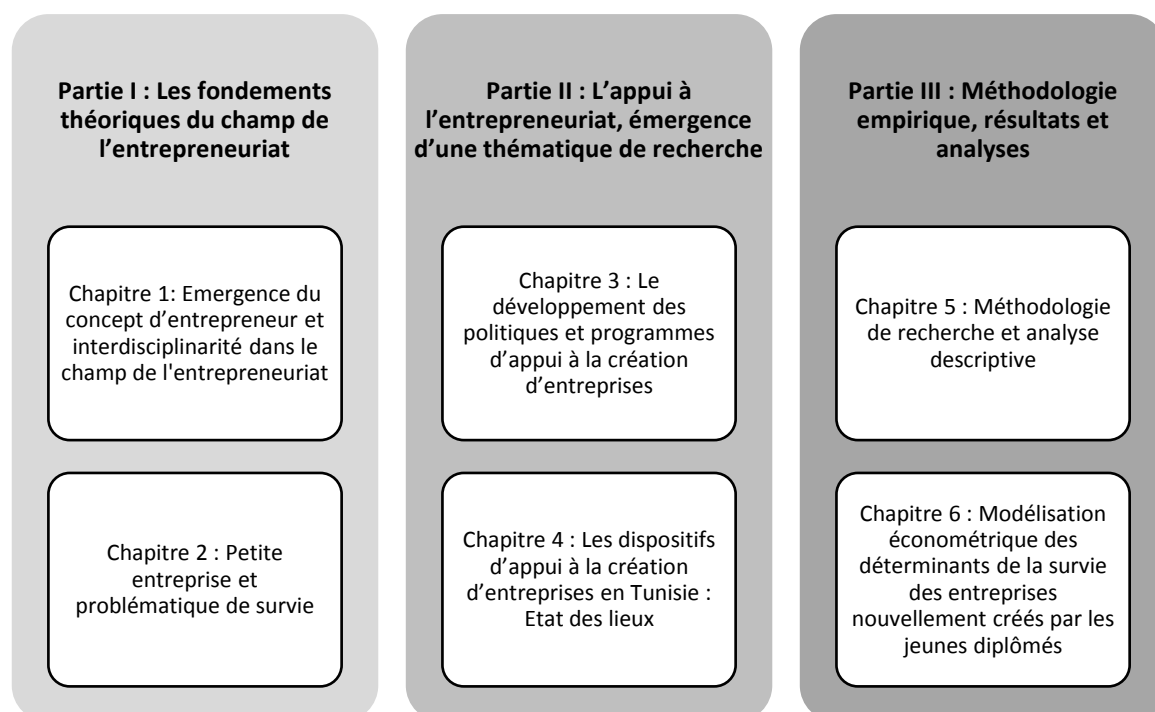 Partie I : Les fondements
théoriques du champ de
l’entrepreneuriat
Chapitre 1: Emergence du
concept d’entrepreneur et
interdisciplinarité dans le
champ de l'entrepreneuriat
Chapitre 2 : Petite
entreprise et
problématique de survie
Partie II : L’appui à
l’entrepreneuriat, émergence
d’une thématique de recherche
Chapitre 3 : Le
développement des
politiques et programmes
d’appui à la création
d’entreprises
Chapitre 4 : Les dispositifs
d’appui à la création
d’entreprises en Tunisie :
Etat des lieux
Partie III : Méthodologie
empirique, résultats et
analyses
Chapitre 5 : Méthodologie
de recherche et analyse
descriptive
Chapitre 6 : Modélisation
économétrique des
déterminants de la survie
des entreprises
nouvellement créés par les
jeunes diplômés